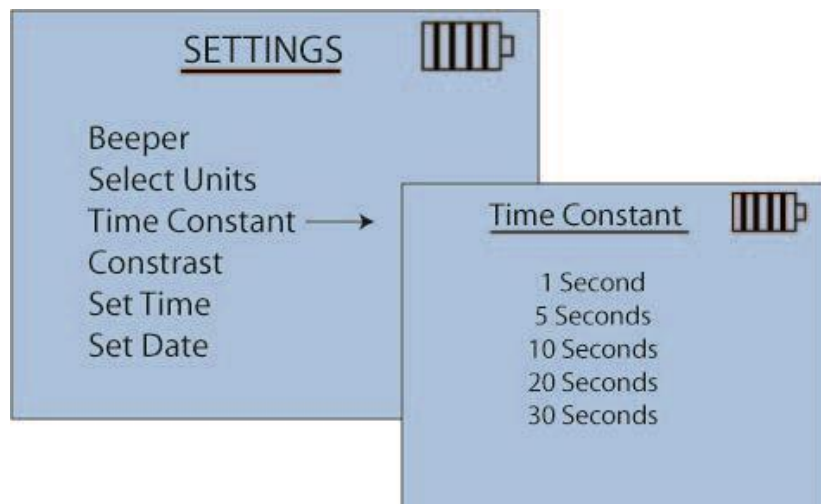 SETTINGS
Beeper
Select Units
Time Constant
Constrast
Set Time
Set Date
Time Constant
1 Second
5 Seconds
10 Seconds
20 Seconds
30 Seconds